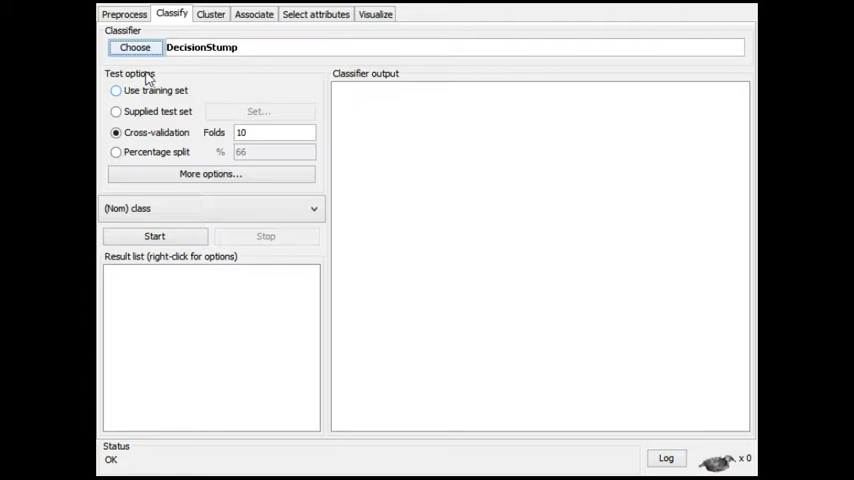 Preprocess Classify Cluster Associate Select attributes Visualize
Classifier
Choose DecisionStump
Test options
Use training set
Supplied test set Set...
Cross-validation Folds 10
Percentage split % 66
More options...
(Nom) class
Start Stop
Result list (right-click for options)
Classifier output
Status
OK
Log x 0